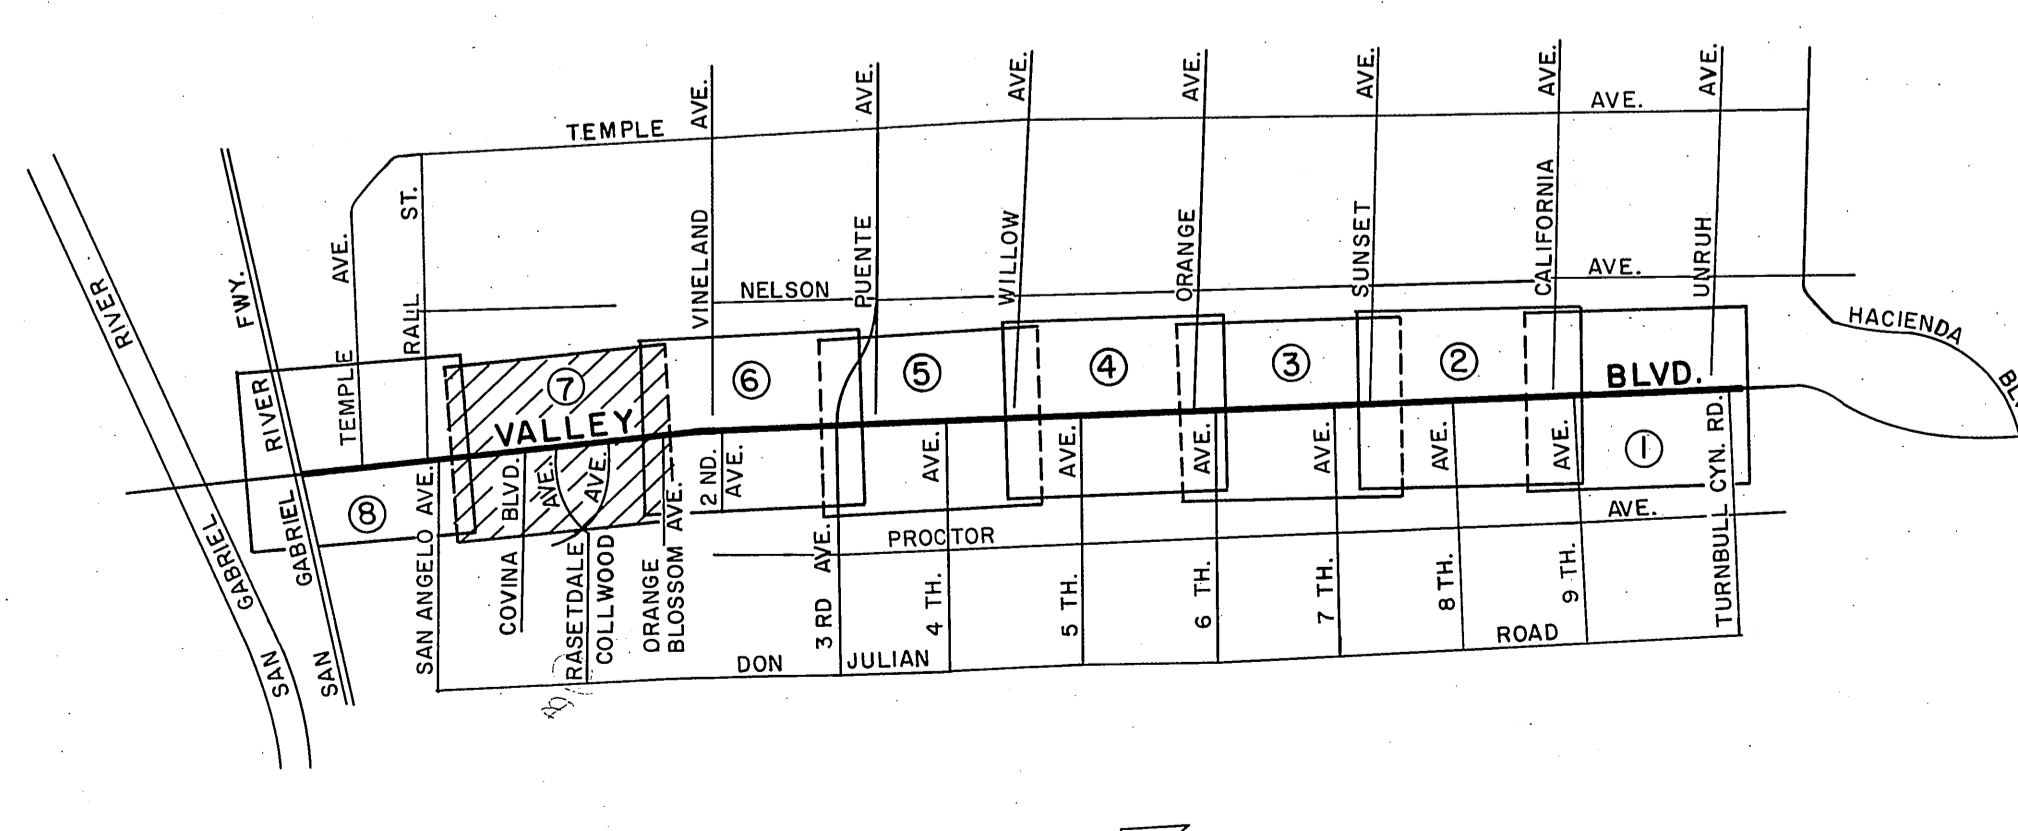 TEMPLE AVE.
VINELAND AVE.
PUENTE AVE.
WILLOW AVE.
ORANGE AVE.
SUNSET AVE.
CALIFORNIA AVE.
UNRUH AVE.
RALL ST.
TEMPLE AVE.
NELSON AVE.
HACIENDA
SAN GABRIEL RIVER
SAN GABRIEL RIVER FWY.
VALLEY BLVD.
8
7
6
5
4
3
2
1
SAN ANGELO AVE.
COVINA BLVD.
RASETDALE AVE.
COLLWOOD AVE.
ORANGE
BLOSSOM AVE.
2 ND. AVE.
3 RD AVE.
4 TH. AVE.
5 TH. AVE.
6 TH. AVE.
7 TH. AVE.
8 TH. AVE.
9 TH. AVE.
TURNBULL CYN. RD.
PROCTOR AVE.
DON JULIAN ROAD